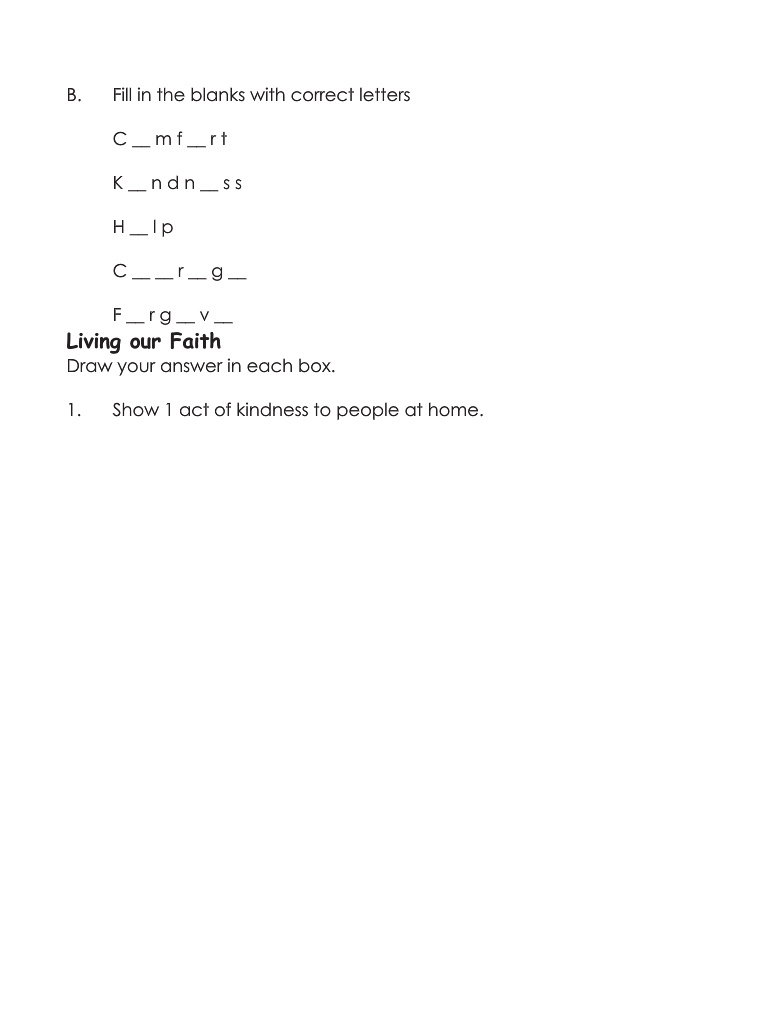 B. Fill in the blanks with correct letters
C __ m f __ r t
K __ n d n __ s s
H __ l p
C __ __ r __ g __
F __ r g __ v __
Living our Faith
Draw your answer in each box.
1. Show 1 act of kindness to people at home.